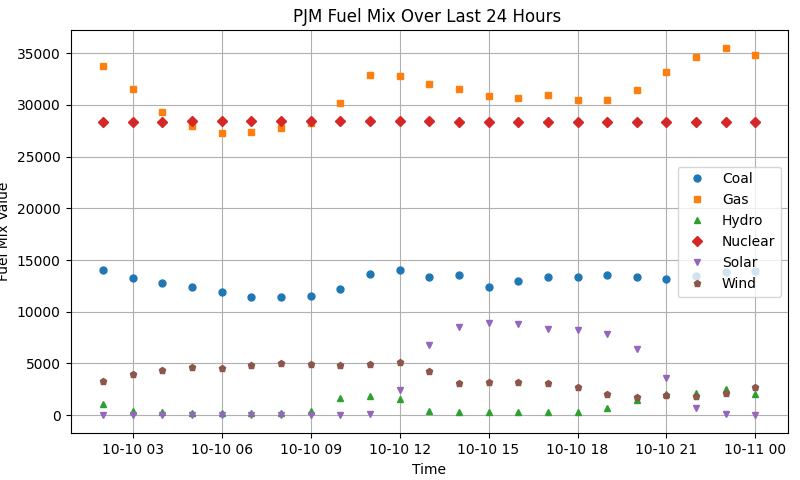 PJM Fuel Mix Over Last 24 Hours
35000
30000
25000
20000
15000
10000
5000
0
Fuel Mix Value
Coal
Gas
Hydro
Nuclear
Solar
Wind
10-10 03 10-10 06 10-10 09 10-10 12 10-10 15 10-10 18 10-10 21 10-11 00
Time